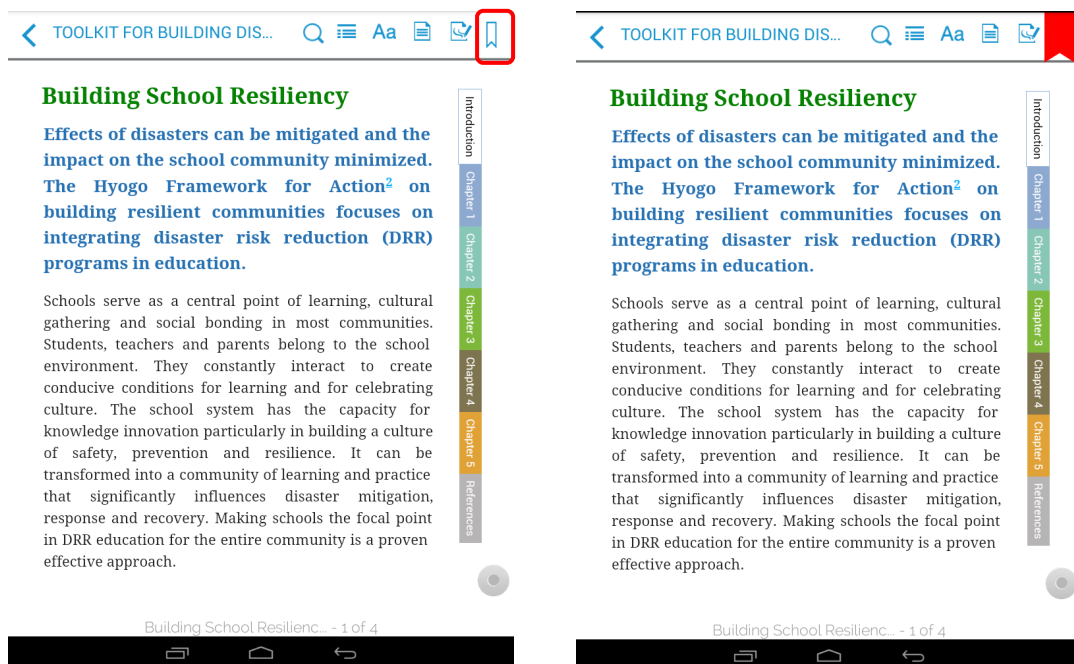 TOOLKIT FOR BUILDING DIS...
Aa
Building School Resiliency
Effects of disasters can be mitigated and the
impact on the school community minimized.
The Hyogo Framework for Action2 on
building resilient communities focuses on
integrating disaster risk reduction (DRR)
programs in education.
Schools serve as a central point of learning, cultural
gathering and social bonding in most communities.
Students, teachers and parents belong to the school
environment. They constantly interact to create
conducive conditions for learning and for celebrating
culture. The school system has the capacity for
knowledge innovation particularly in building a culture
of safety, prevention and resilience. It can be
transformed into a community of learning and practice
that significantly influences disaster mitigation,
response and recovery. Making schools the focal point
in DRR education for the entire community is a proven
effective approach.
Introduction
Chapter 1
Chapter 2
Chapter 3
Chapter 4
Chapter 5
References
Building School Resilienc... - 1 of 4
TOOLKIT FOR BUILDING DIS...
Aa
Building School Resiliency
Effects of disasters can be mitigated and the
impact on the school community minimized.
The Hyogo Framework for Action2 on
building resilient communities focuses on
integrating disaster risk reduction (DRR)
programs in education.
Schools serve as a central point of learning, cultural
gathering and social bonding in most communities.
Students, teachers and parents belong to the school
environment. They constantly interact to create
conducive conditions for learning and for celebrating
culture. The school system has the capacity for
knowledge innovation particularly in building a culture
of safety, prevention and resilience. It can be
transformed into a community of learning and practice
that significantly influences disaster mitigation,
response and recovery. Making schools the focal point
in DRR education for the entire community is a proven
effective approach.
Introduction
Chapter 1
Chapter 2
Chapter 3
Chapter 4
Chapter 5
References
Building School Resilienc... - 1 of 4